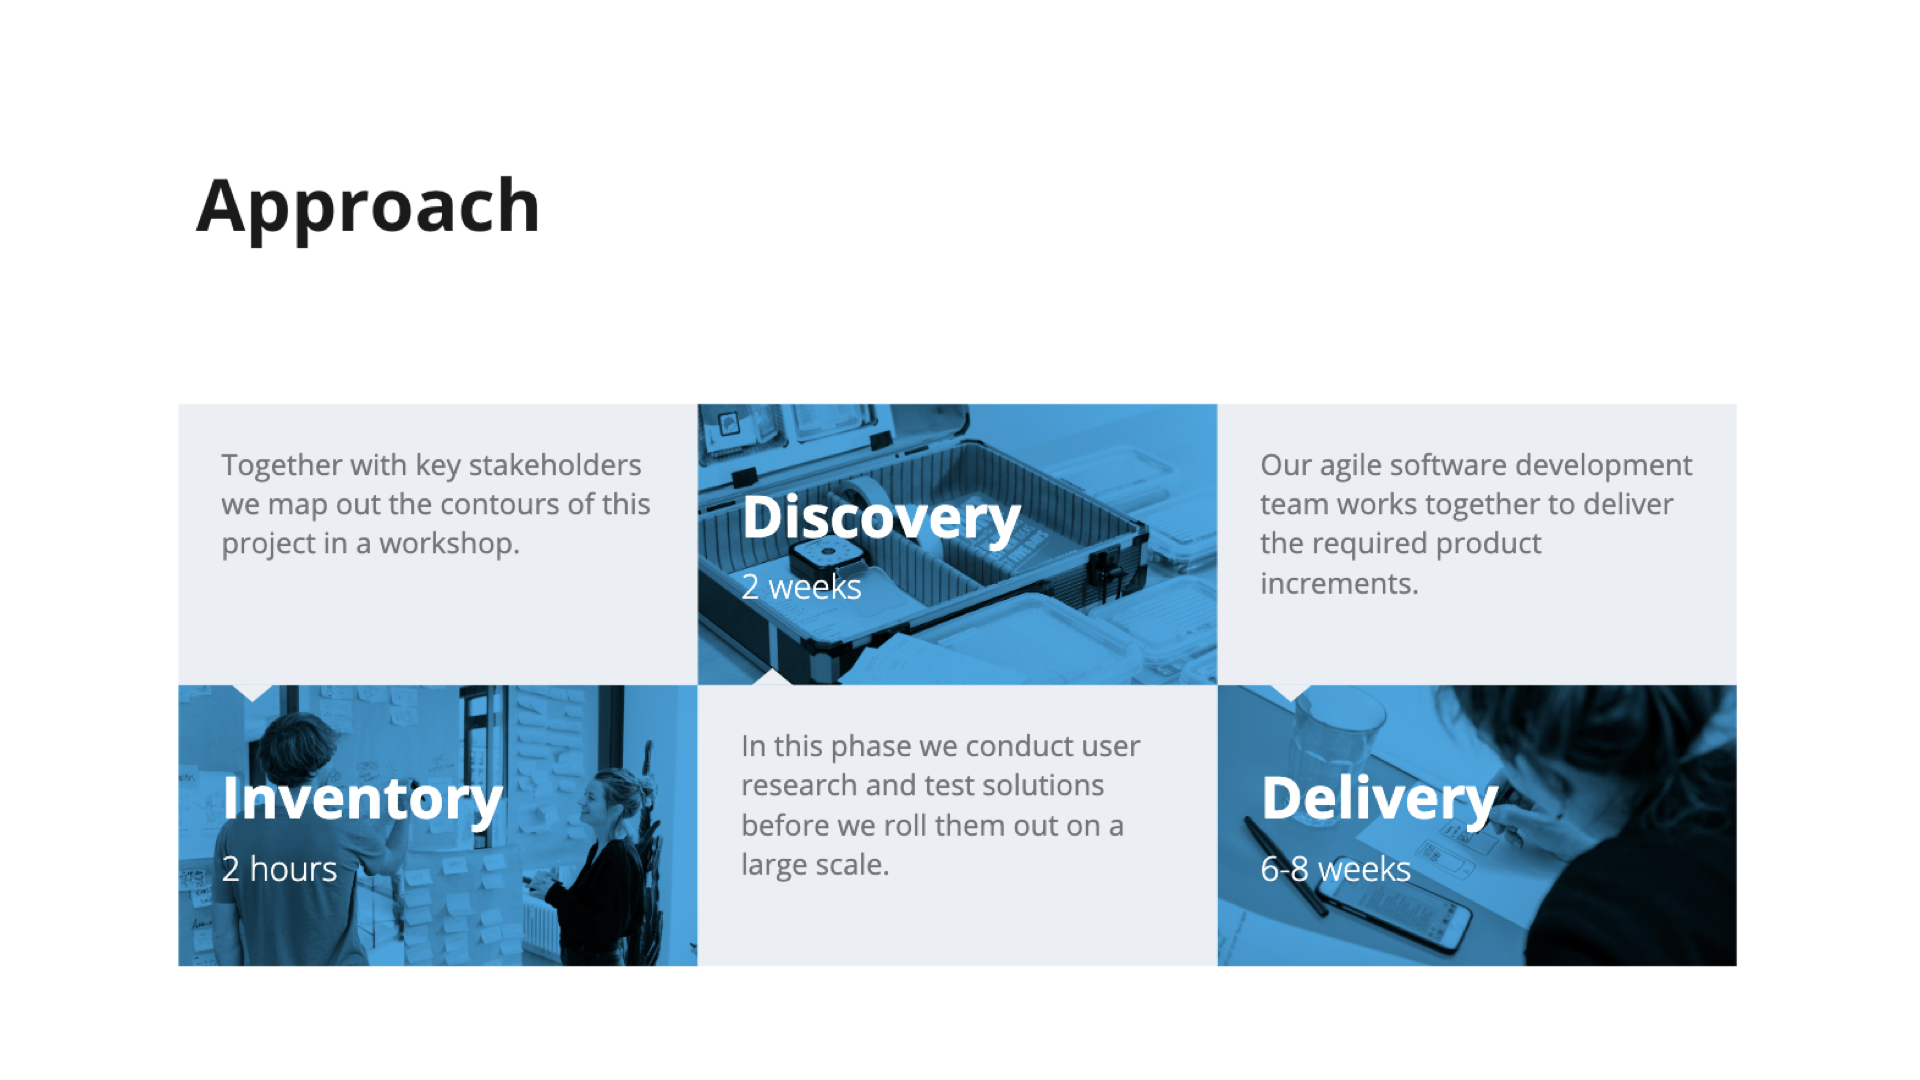 Approach
Together with key stakeholders
we map out the contours of this
project in a workshop.
Inventory
2 hours
Discovery
2 weeks
In this phase we conduct user
research and test solutions
before we roll them out on a
large scale.
Our agile software development
team works together to deliver
the required product
increments.
Delivery
6-8 weeks